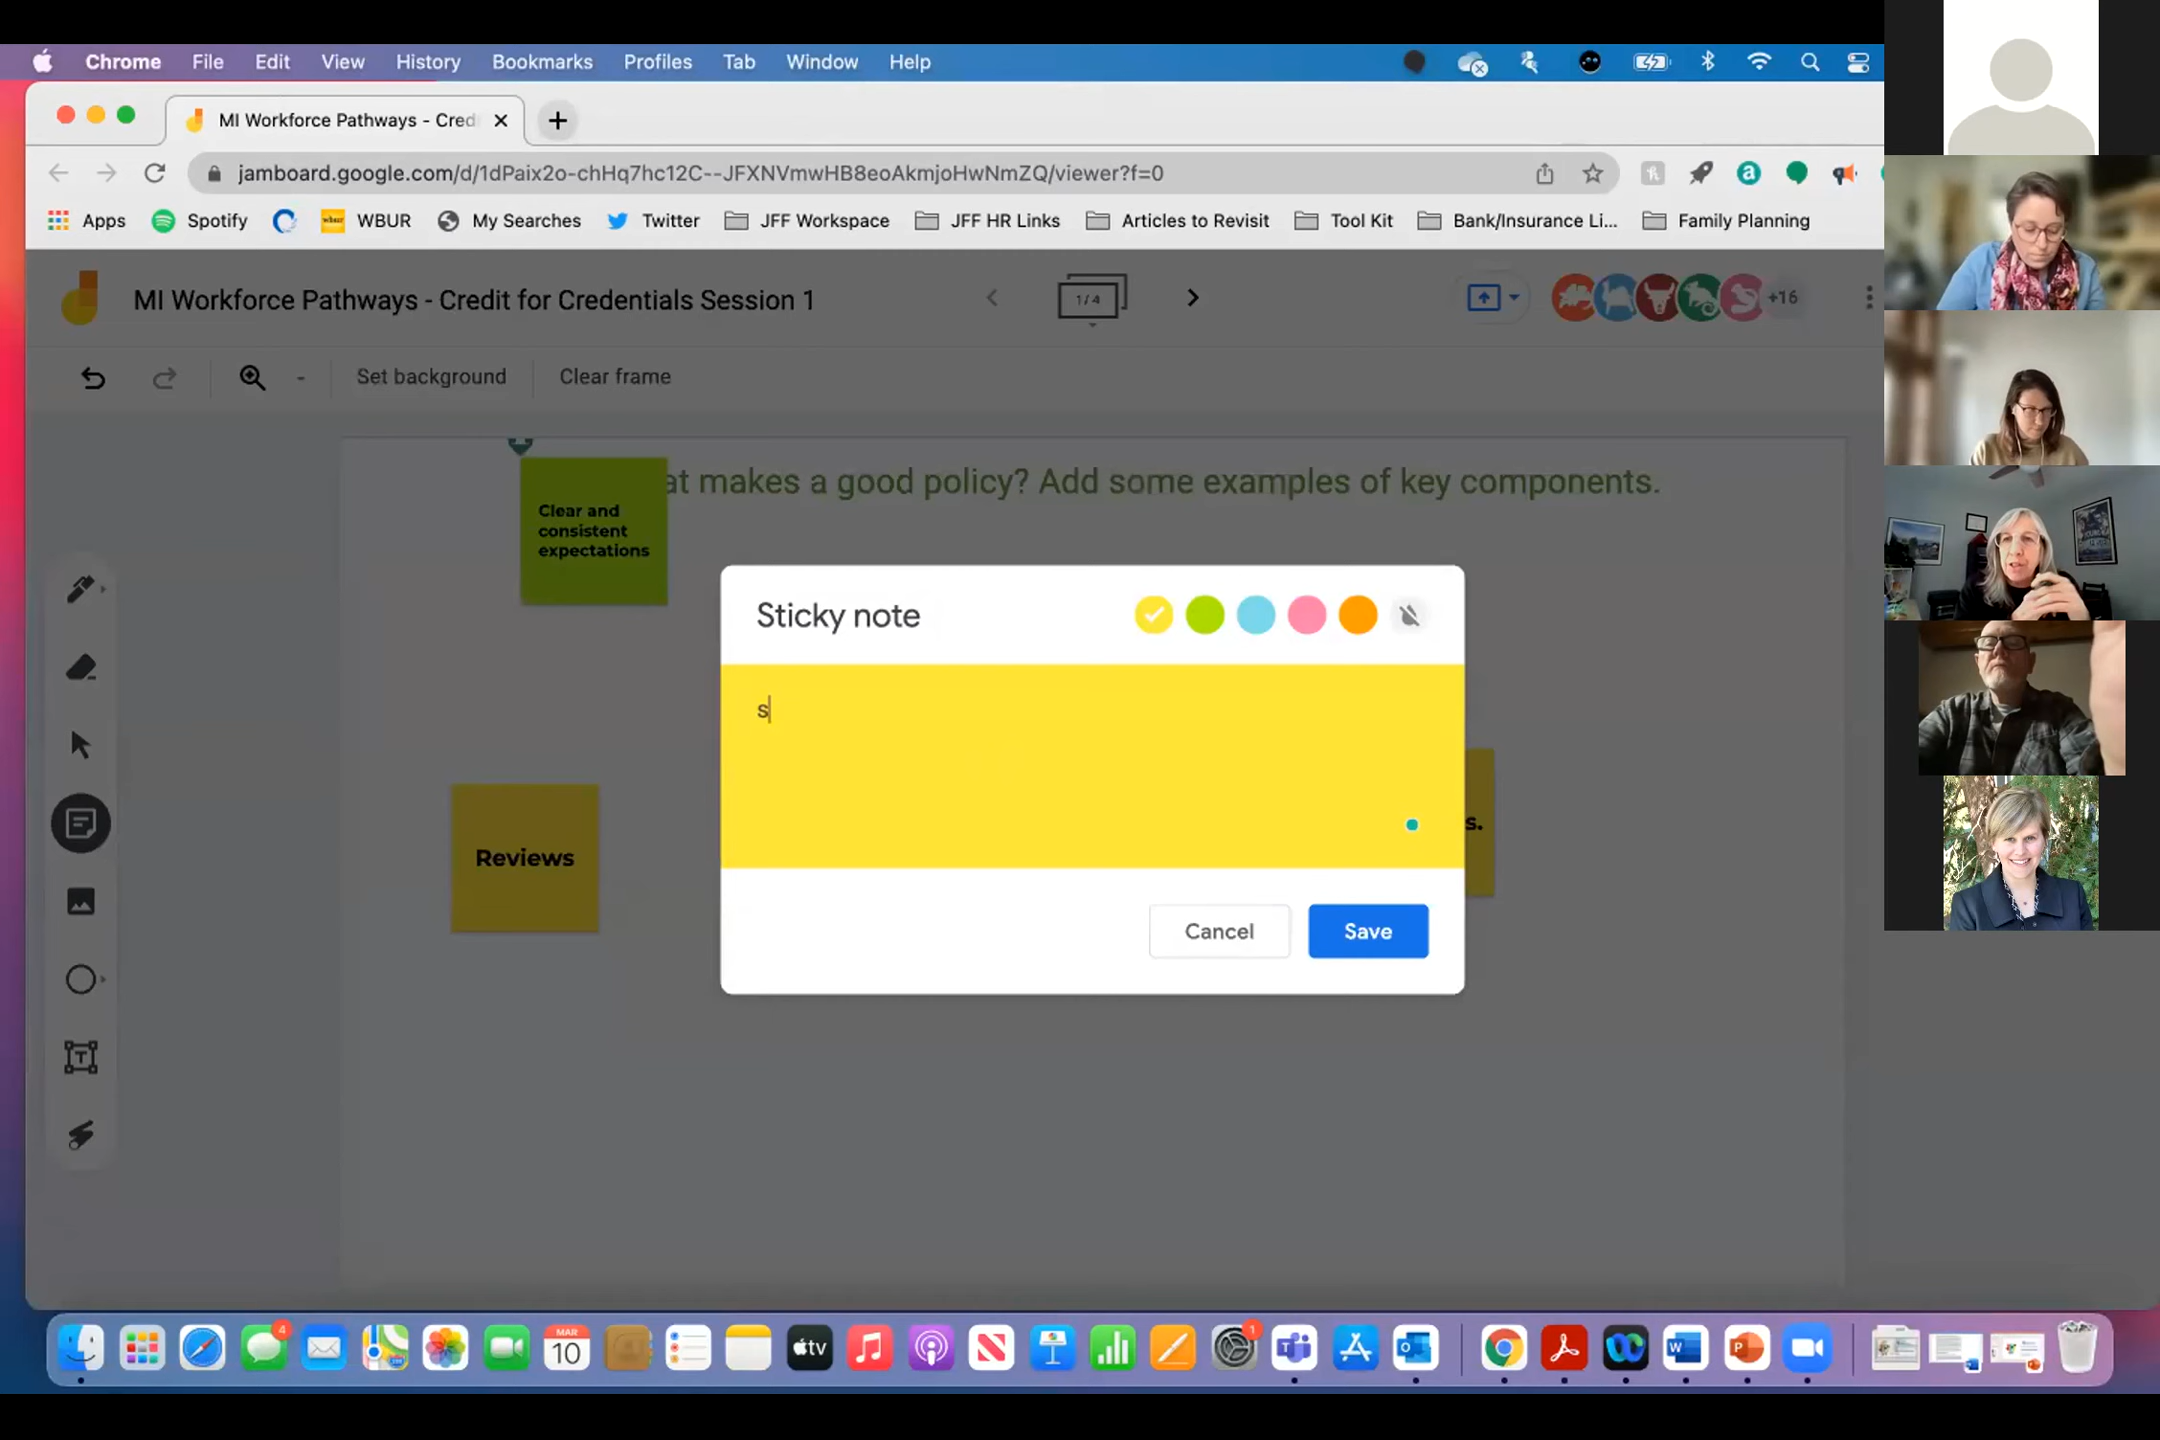 Chrome File Edit View History Bookmarks Profiles Tab Window Help
MI Workforce Pathways - Cred
jamboard.google.com/d/1dPaix2o-chHq7hc12C--JFXNVmwHB8eoAkmjoHwNmZQ/viewer?f=0
Apps Spotify WBUR My Searches Twitter JFF Workspace JFF HR Links Articles to Revisit Tool Kit Bank/Insurance Li... Family Planning
MI Workforce Pathways - Credit for Credentials Session 1
1/4
+16
Set background Clear frame
at makes a good policy? Add some examples of key components.
Clear and
consistent
expectations
Sticky note
s
s.
Reviews
Cancel Save
4
MAR
10
tv
1